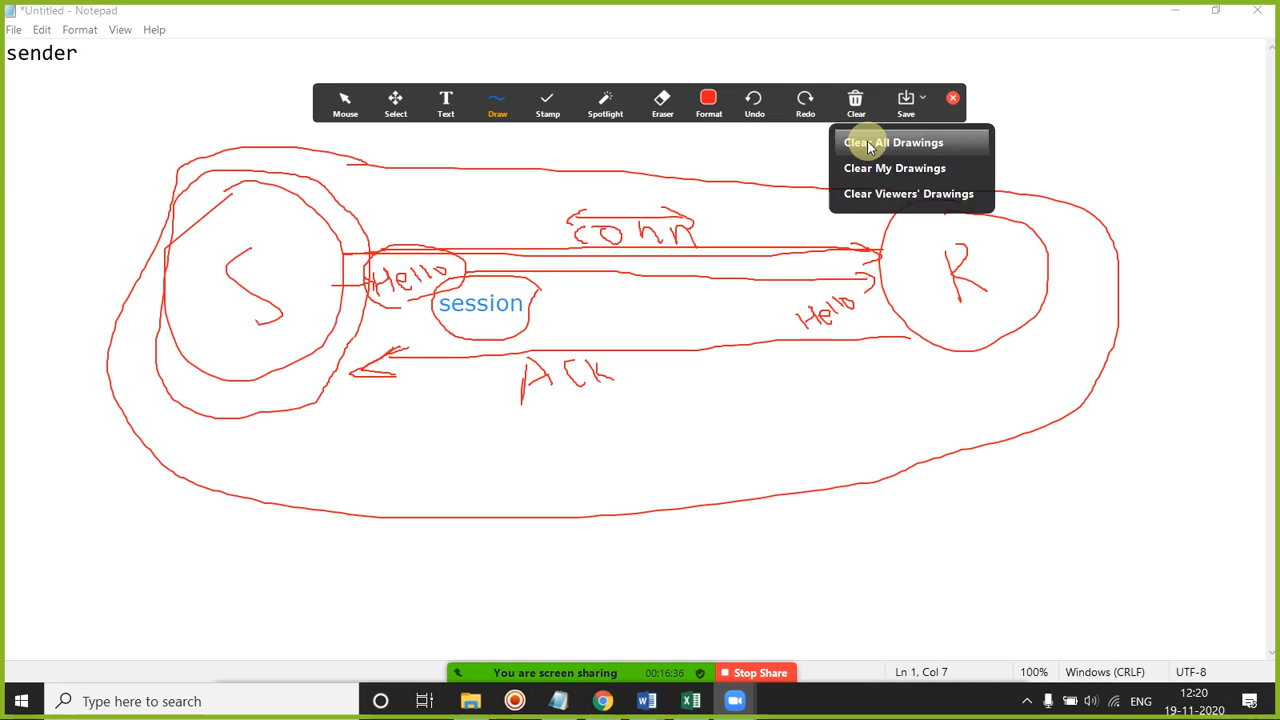 *Untitled - Notepad
File Edit Format View Help
sender
Mouse Select Text Draw Stamp Spotlight Eraser Format Undo Redo Clear Save
Clear All Drawings
Clear My Drawings
Clear Viewers' Drawings
conn
S
Hello
R
session
Hello
ACK
You are screen sharing 00:16:36 Stop Share
Ln 1, Col 7 100% Windows (CRLF) UTF-8
Type here to search
ENG
12:20
19-11-2020